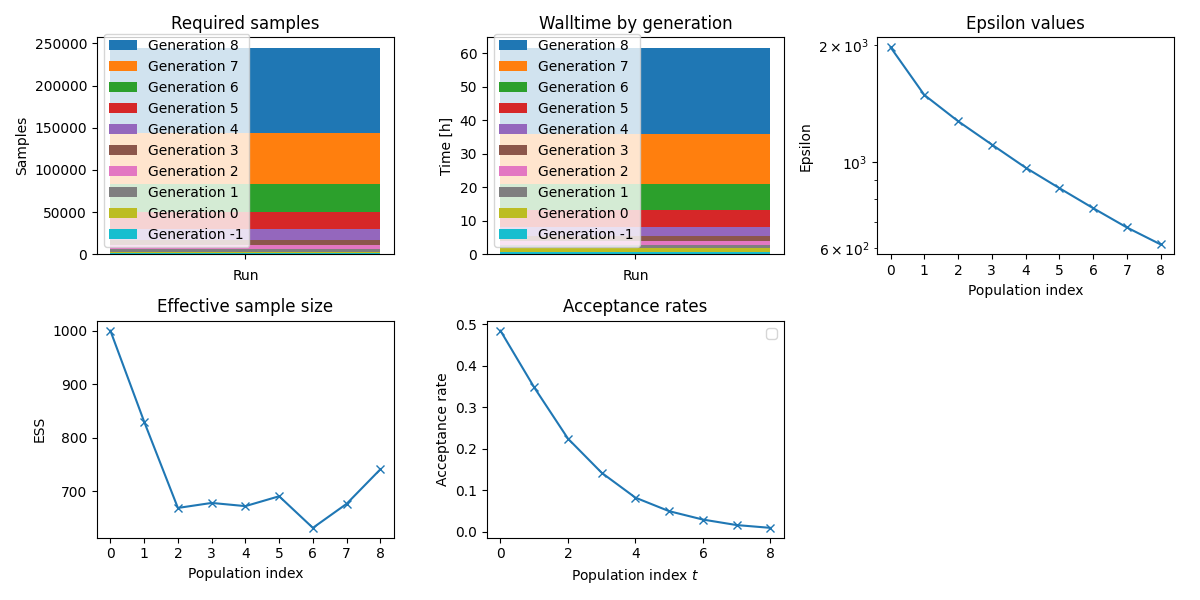 Required samples
Samples
250000
200000
150000
100000
50000
0
Generation 8
Generation 7
Generation 6
Generation 5
Generation 4
Generation 3
Generation 2
Generation 1
Generation 0
Generation -1
Run
Walltime by generation
Time [h]
60
50
40
30
20
10
0
Generation 8
Generation 7
Generation 6
Generation 5
Generation 4
Generation 3
Generation 2
Generation 1
Generation 0
Generation -1
Run
Epsilon values
Epsilon
2 × 10³
10³
6 × 10²
0 1 2 3 4 5 6 7 8
Population index
Effective sample size
ESS
1000
900
800
700
0 1 2 3 4 5 6 7 8
Population index
Acceptance rates
Acceptance rate
0.5
0.4
0.3
0.2
0.1
0.0
0 2 4 6 8
Population index t